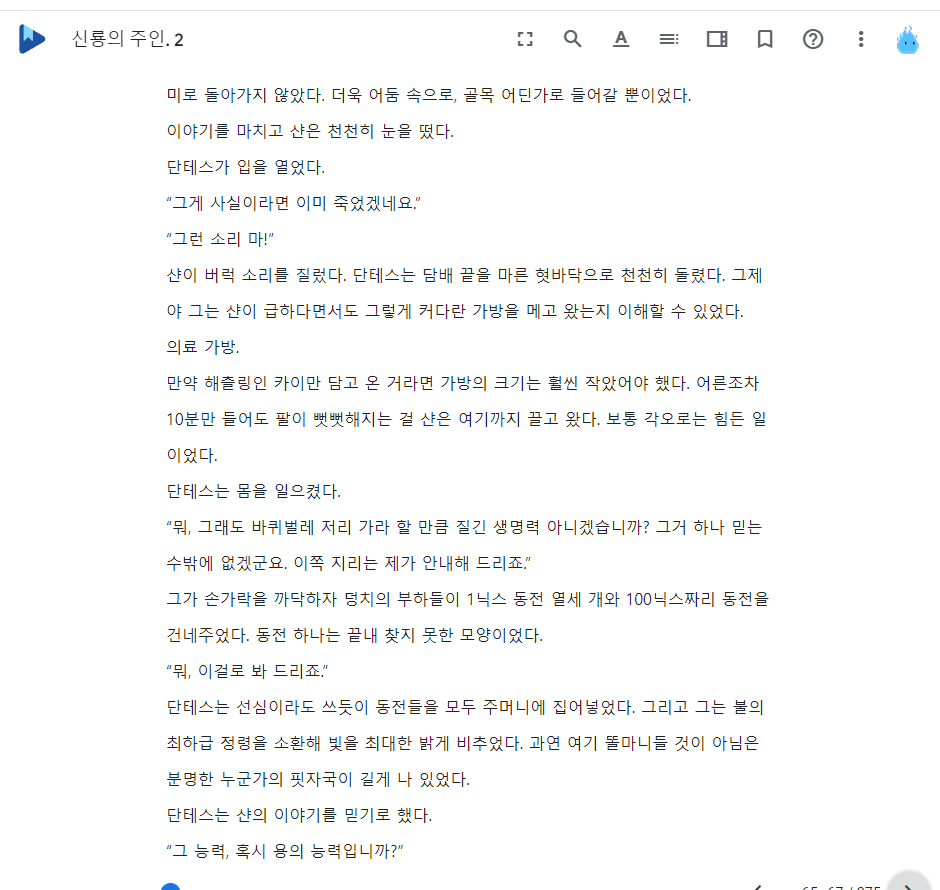 신룡의 주인. 2
미로 돌아가지 않았다. 더욱 어둠 속으로, 골목 어딘가로 들어갈 뿐이었다.
이야기를 마치고 샨은 천천히 눈을 떴다.
단테스가 입을 열었다.
“그게 사실이라면 이미 죽었겠네요.”
“그런 소리 마!”
샨이 버럭 소리를 질렀다. 단테스는 담배 끝을 마른 혓바닥으로 천천히 돌렸다. 그제
야 그는 샨이 급하다면서도 그렇게 커다란 가방을 메고 왔는지 이해할 수 있었다.
의료 가방.
만약 해츨링인 카이만 담고 온 거라면 가방의 크기는 훨씬 작았어야 했다. 어른조차
10분만 들어도 팔이 뻣뻣해지는 걸 샨은 여기까지 끌고 왔다. 보통 각오로는 힘든 일
이었다.
단테스는 몸을 일으켰다.
“뭐, 그래도 바퀴벌레 저리 가라 할 만큼 질긴 생명력 아니겠습니까? 그거 하나 믿는
수밖에 없겠군요. 이쪽 지리는 제가 안내해 드리죠.”
그가 손가락을 까닥하자 덩치의 부하들이 1닉스 동전 열세 개와 100닉스짜리 동전을
건네주었다. 동전 하나는 끝내 찾지 못한 모양이었다.
“뭐, 이걸로 봐 드리죠.”
단테스는 선심이라도 쓰듯이 동전들을 모두 주머니에 집어넣었다. 그리고 그는 불의
최하급 정령을 소환해 빛을 최대한 밝게 비추었다. 과연 여기 똘마니들 것이 아님은
분명한 누군가의 핏자국이 길게 나 있었다.
단테스는 샨의 이야기를 믿기로 했다.
“그 능력, 혹시 용의 능력입니까?”